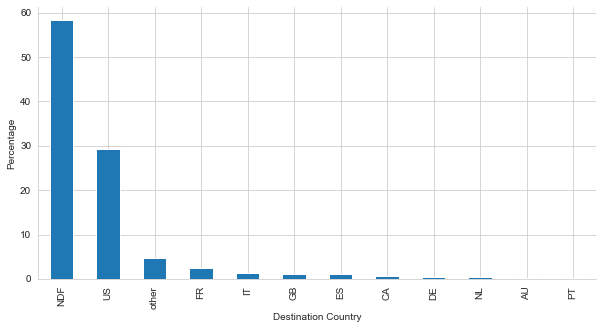 60
50
40
30
20
10
0
Percentage
NDF
US
other
FR
IT
GB
ES
CA
DE
NL
AU
PT
Destination Country